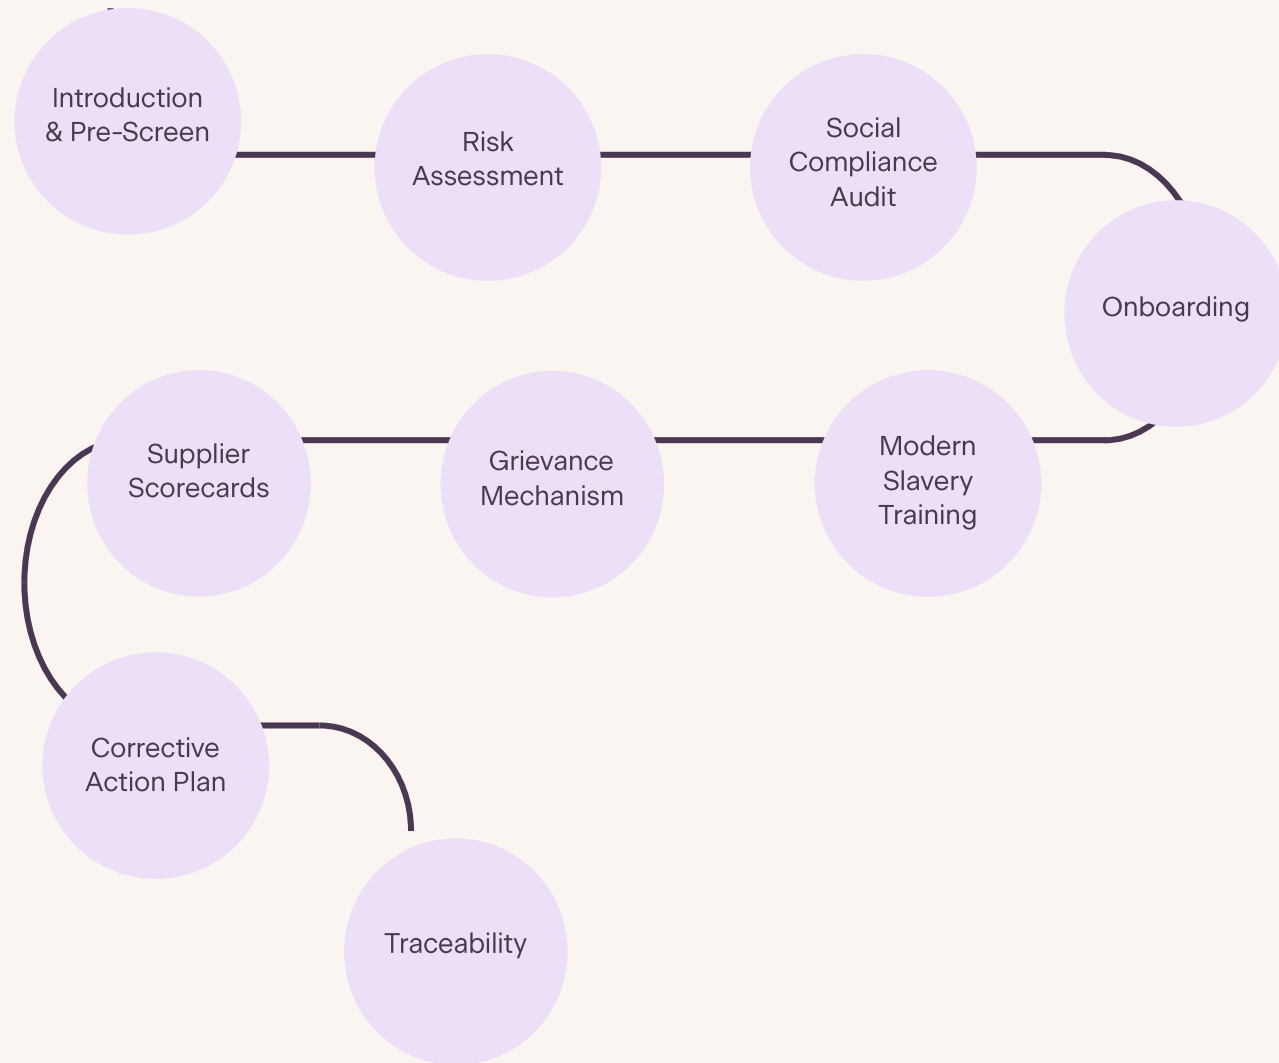 Introduction
& Pre-Screen
Risk
Assessment
Social
Compliance
Audit
Onboarding
Modern
Slavery
Training
Grievance
Mechanism
Supplier
Scorecards
Corrective
Action Plan
Traceability